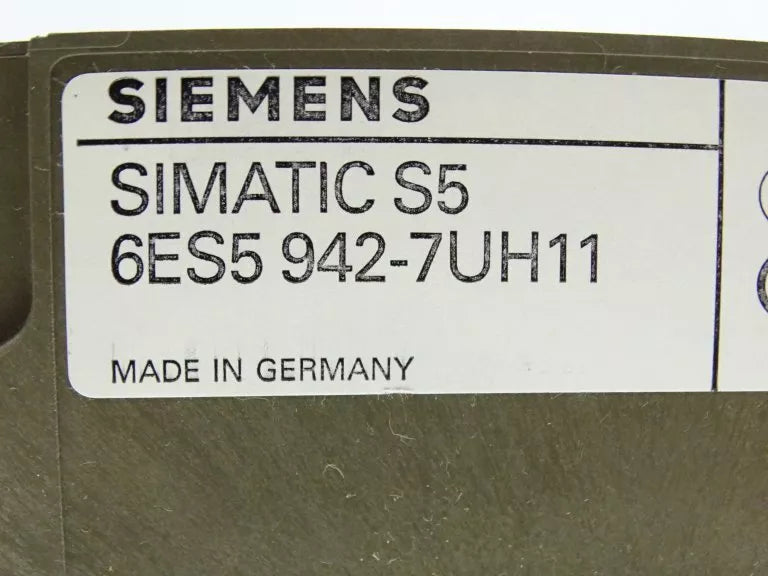 SIEMENS
SIMATIC S5
6ES5 942-7UH11
MADE IN GERMANY